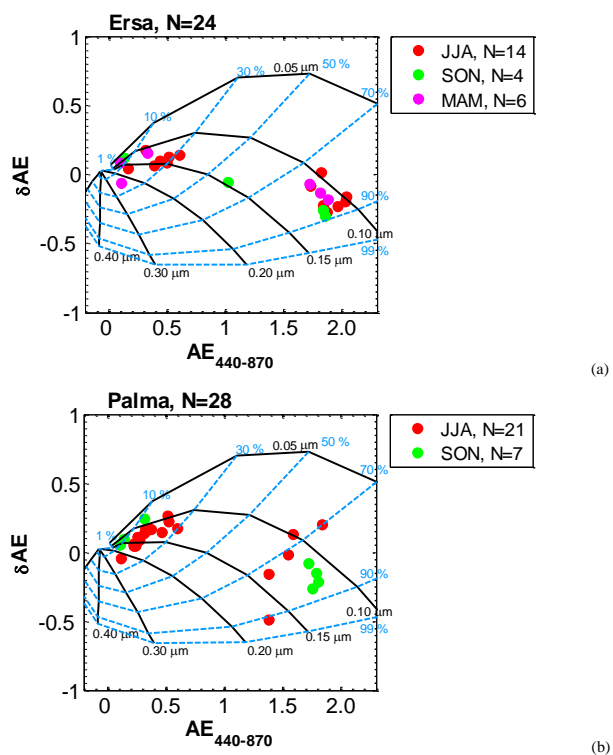 Ersa, N=24
1
0.5
0
-0.5
-1
δAE
0 0.5 1 1.5 2.0
AE440-870
1 %
10 %
30 %
50 %
70 %
90 %
99 %
0.05 μm
0.10 μm
0.15 μm
0.20 μm
0.30 μm
0.40 μm
JJA, N=14
SON, N=4
MAM, N=6
(a)
Palma, N=28
1
0.5
0
-0.5
-1
δAE
0 0.5 1 1.5 2.0
AE440-870
1 %
10 %
30 %
50 %
70 %
90 %
99 %
0.05 μm
0.10 μm
0.15 μm
0.20 μm
0.30 μm
0.40 μm
JJA, N=21
SON, N=7
(b)